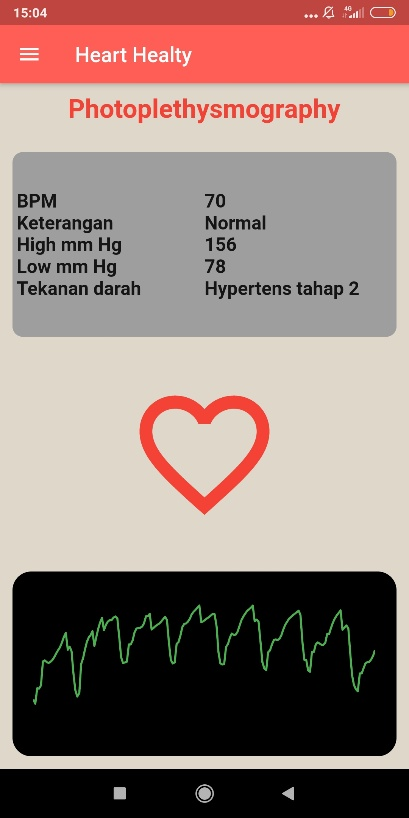 15:04
4G
Heart Healty
Photoplethysmography
BPM 70
Keterangan Normal
High mm Hg 156
Low mm Hg 78
Tekanan darah Hypertens tahap 2